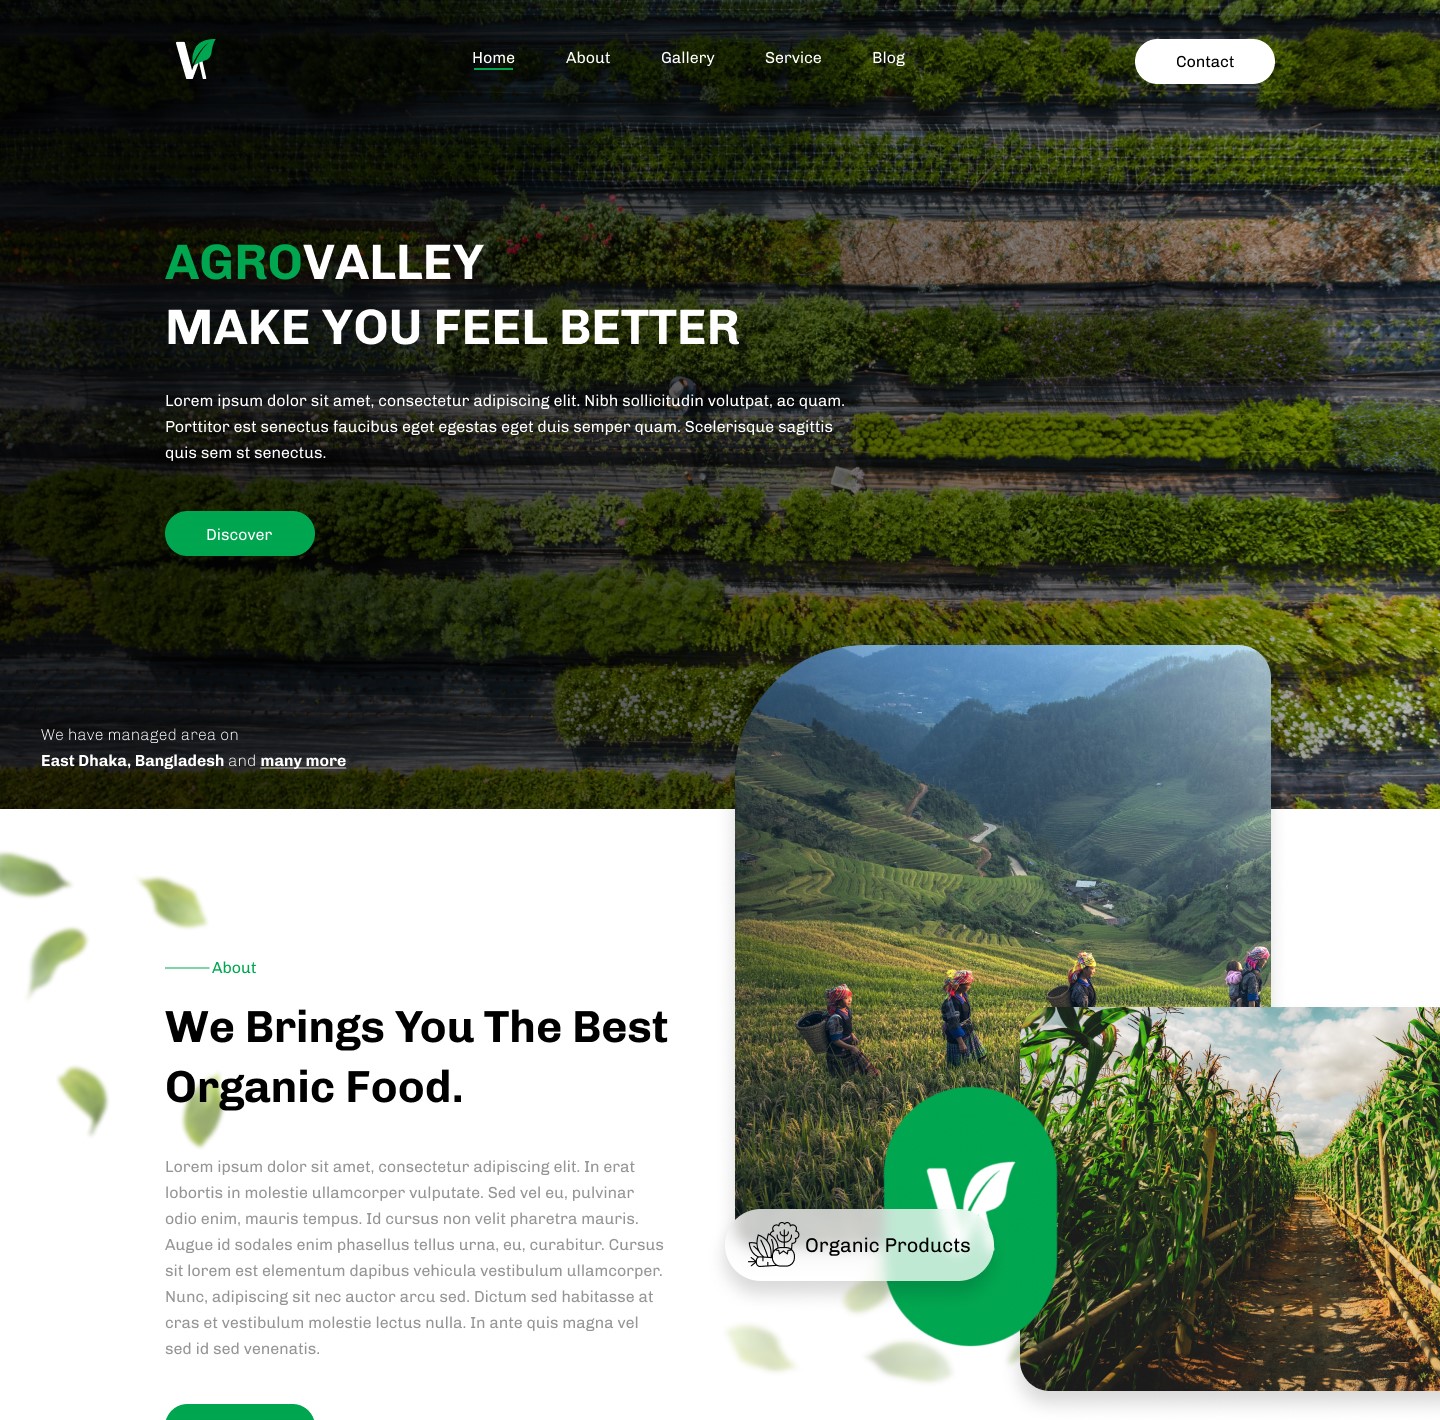 Home About Gallery Service Blog Contact
AGROVALLEY
MAKE YOU FEEL BETTER
Lorem ipsum dolor sit amet, consectetur adipiscing elit. Nibh sollicitudin volutpat, ac quam.
Porttitor est senectus faucibus eget egestas eget duis semper quam. Scelerisque sagittis
quis sem st senectus.
Discover
We have managed area on
East Dhaka, Bangladesh and many more
About
We Brings You The Best
Organic Food.
Lorem ipsum dolor sit amet, consectetur adipiscing elit. In erat
lobortis in molestie ullamcorper vulputate. Sed vel eu, pulvinar
odio enim, mauris tempus. Id cursus non velit pharetra mauris.
Augue id sodales enim phasellus tellus urna, eu, curabitur. Cursus
sit lorem est elementum dapibus vehicula vestibulum ullamcorper.
Nunc, adipiscing sit nec auctor arcu sed. Dictum sed habitasse at
cras et vestibulum molestie lectus nulla. In ante quis magna vel
sed id sed venenatis.
Organic Products